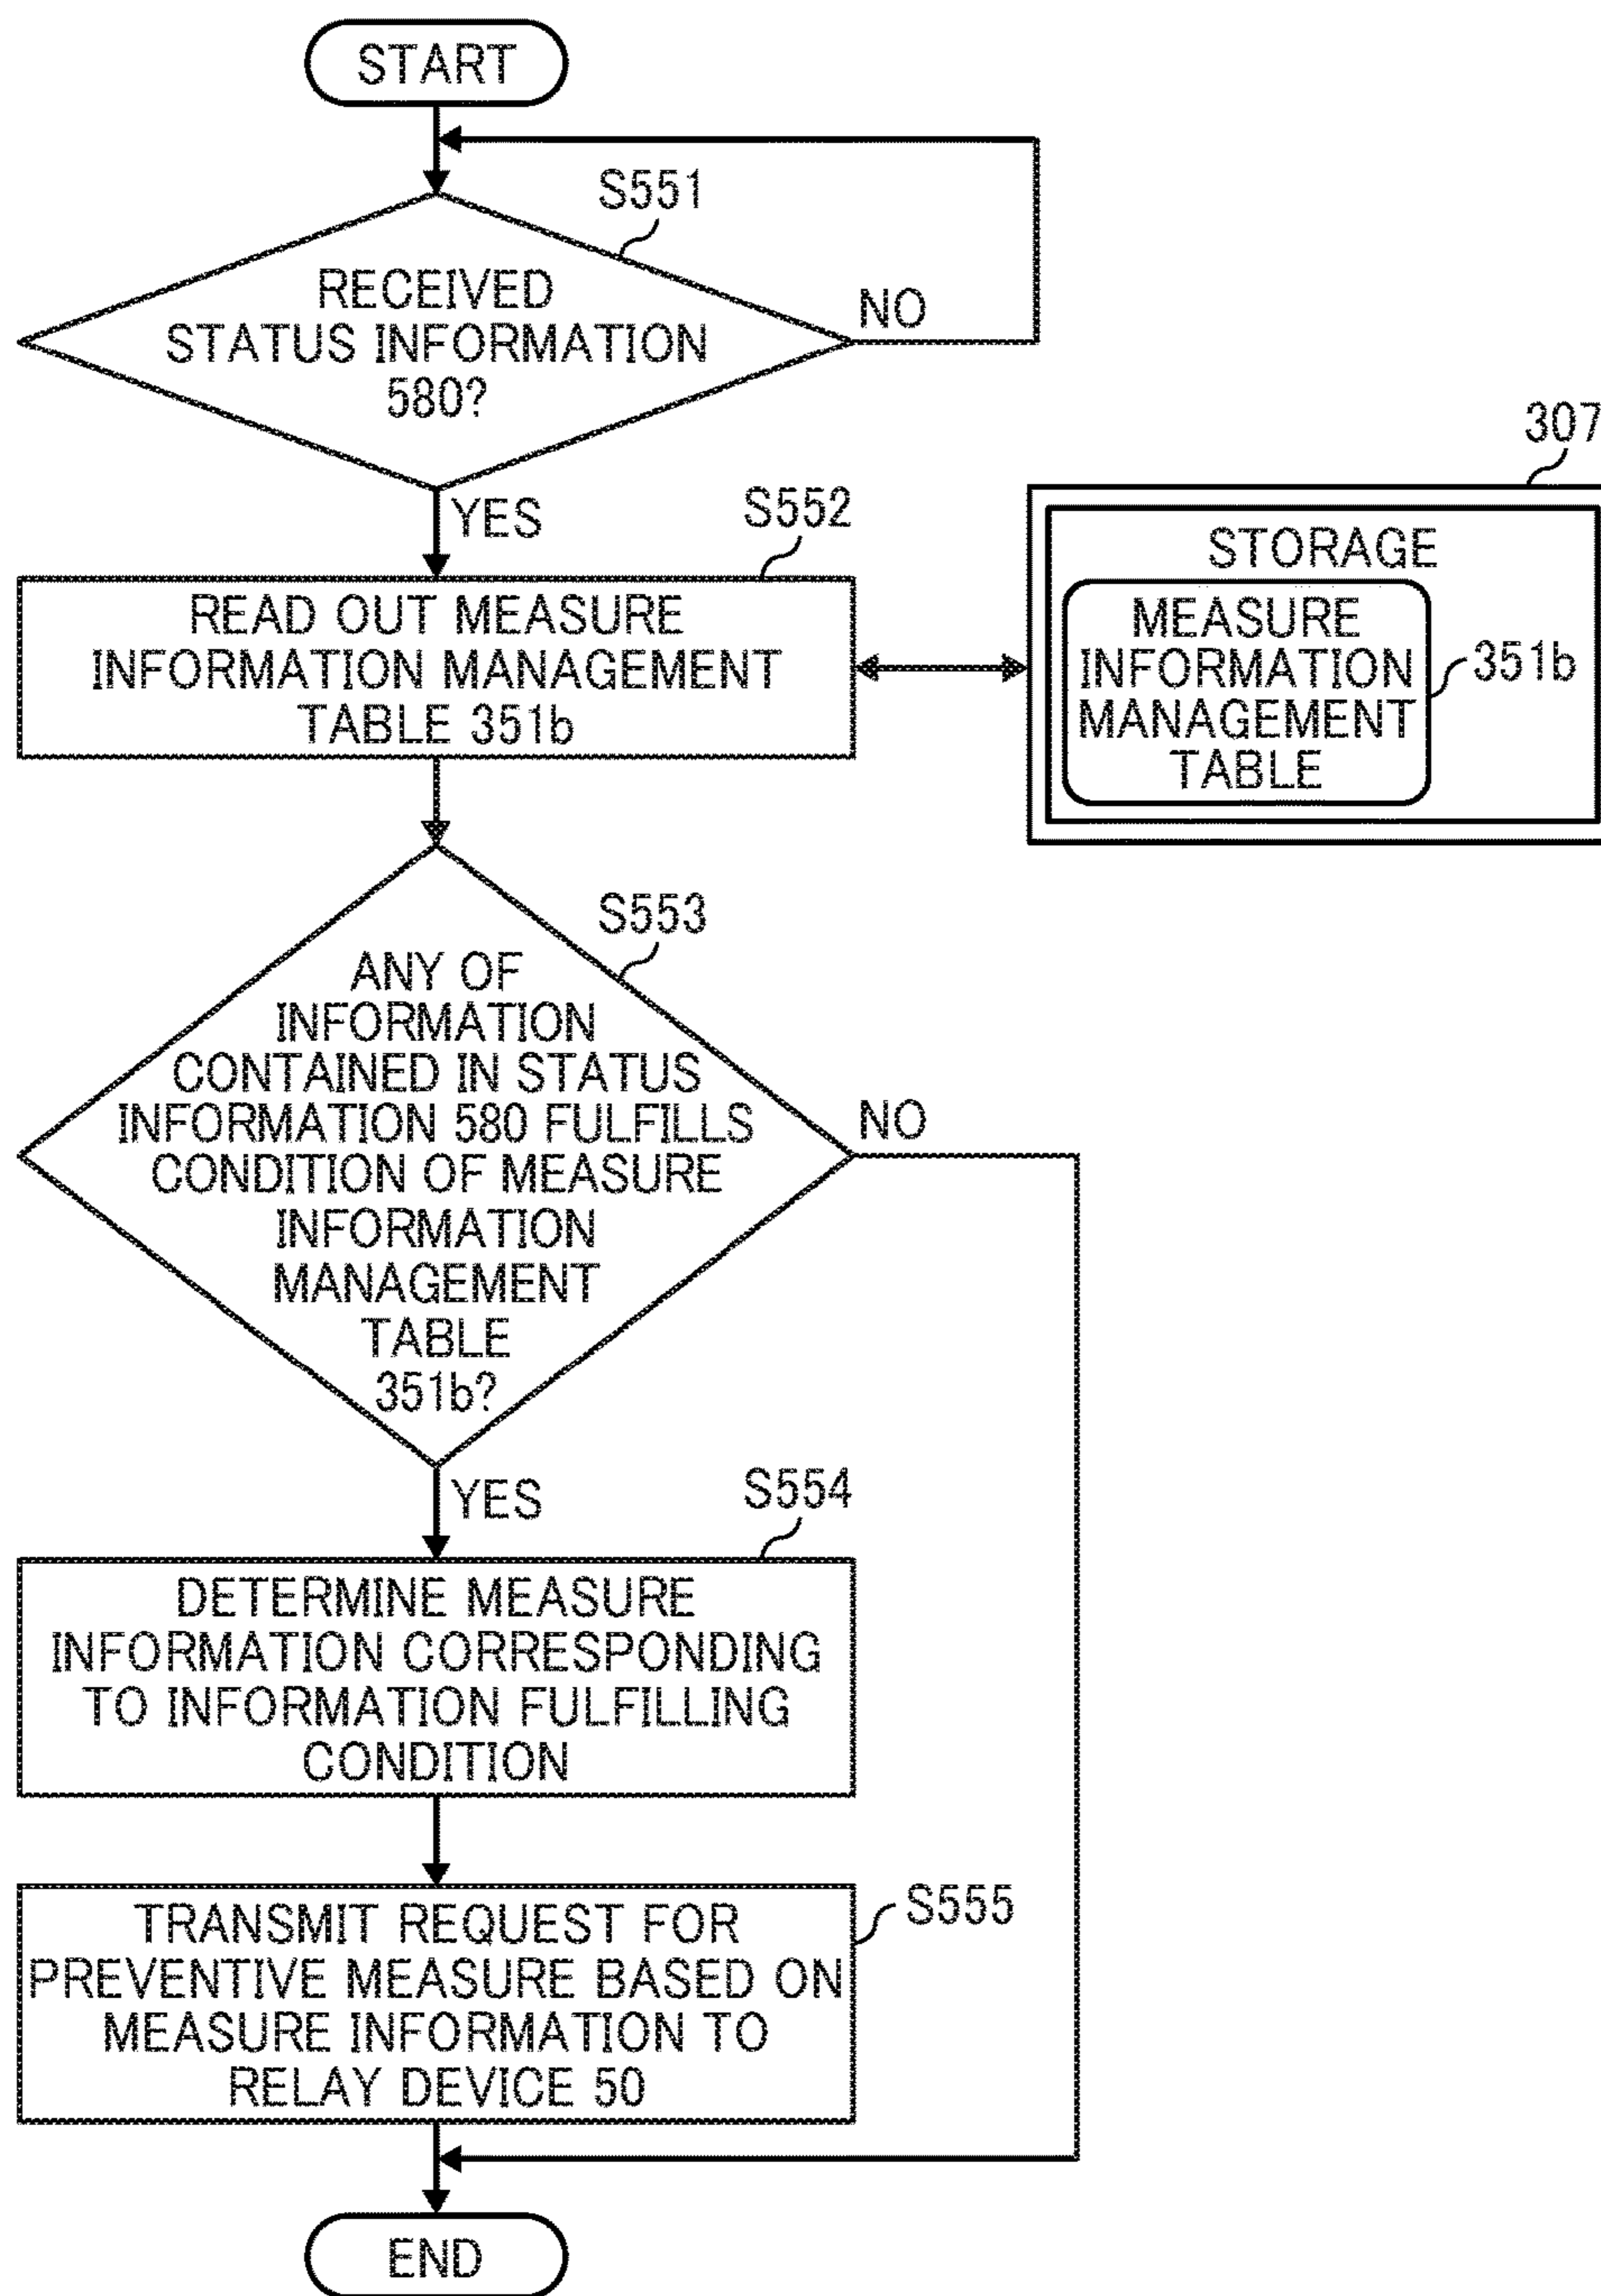 START
S551
RECEIVED
STATUS INFORMATION
580?
NO
YES
S552
READ OUT MEASURE
INFORMATION MANAGEMENT
TABLE 351b
307
STORAGE
MEASURE
INFORMATION
MANAGEMENT
TABLE
351b
S553
ANY OF
INFORMATION
CONTAINED IN STATUS
INFORMATION 580 FULFILLS
CONDITION OF MEASURE
INFORMATION
MANAGEMENT
TABLE
351b?
NO
YES
S554
DETERMINE MEASURE
INFORMATION CORRESPONDING
TO INFORMATION FULFILLING
CONDITION
S555
TRANSMIT REQUEST FOR
PREVENTIVE MEASURE BASED ON
MEASURE INFORMATION TO
RELAY DEVICE 50
END